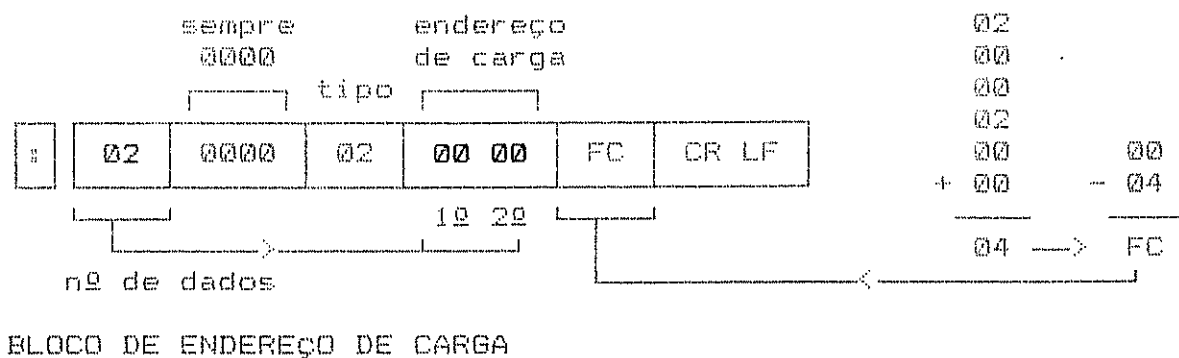 sempre endereço 02
0000 de carga 00
tipo 00
02
: 02 0000 02 00 00 FC CR LF 00 00
+ 00 - 04
1º 2º
04 --> FC
nº de dados
BLOCO DE ENDEREÇO DE CARGA